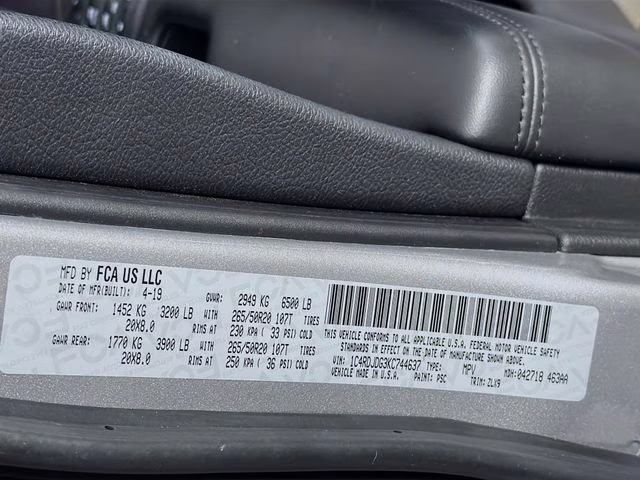 MFD BY FCA US LLC
DATE OF MFR(BUILT): 4-19 GVWR: 2949 KG 6500 LB
GAWR FRONT: 1452 KG 3200 LB WITH 265/50R20 107T TIRES
20X8.0 RIMS AT 230 KPA ( 33 PSI) COLD
GAWR REAR: 1770 KG 3900 LB WITH 265/50R20 107T TIRES
20X8.0 RIMS AT 250 KPA ( 36 PSI) COLD
THIS VEHICLE CONFORMS TO ALL APPLICABLE U.S.A. FEDERAL MOTOR VEHICLE SAFETY
STANDARDS IN EFFECT ON THE DATE OF MANUFACTURE SHOWN ABOVE.
VIN: 1C4RDJDG3KC744637 TYPE: MPV MDH: 042718 463AA
VEHICLE MADE IN U.S.A. PAINT: PSC TRIM: ZLV9